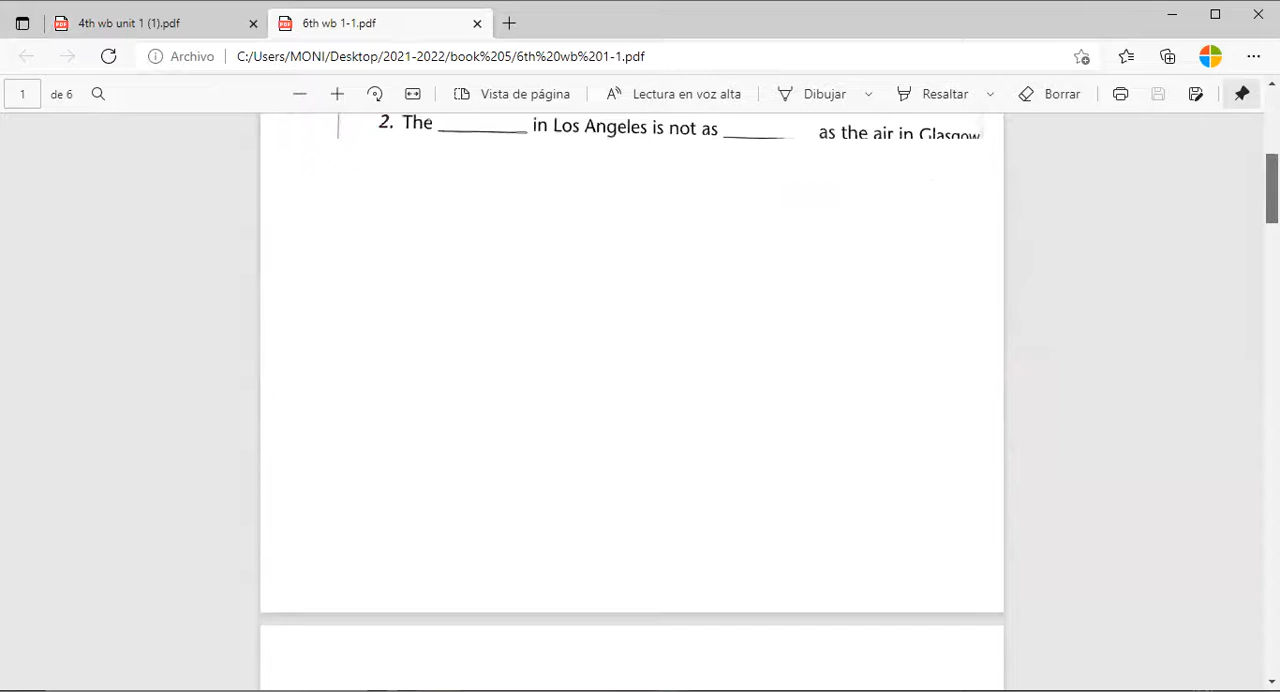 4th wb unit 1 (1).pdf
6th wb 1-1.pdf
Archivo C:/Users/MONI/Desktop/2021-2022/book%205/6th%20wb%201-1.pdf
1 de 6 Vista de página Lectura en voz alta Dibujar Resaltar Borrar
2. The ________ in Los Angeles is not as ________ as the air in Glasgow